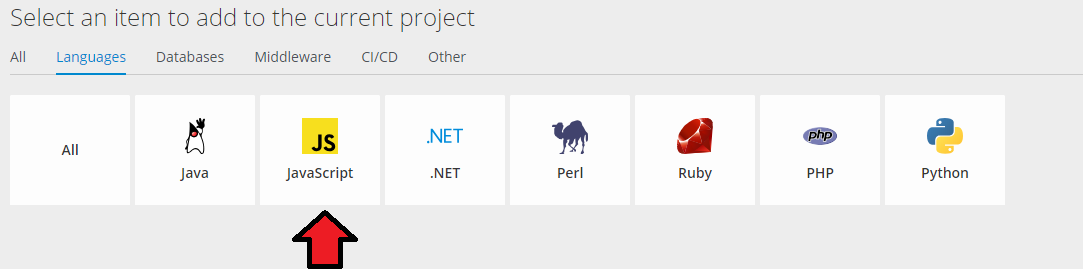 Select an item to add to the current project
All Languages Databases Middleware CI/CD Other
JS .NET php
All Java JavaScript .NET Perl Ruby PHP Python